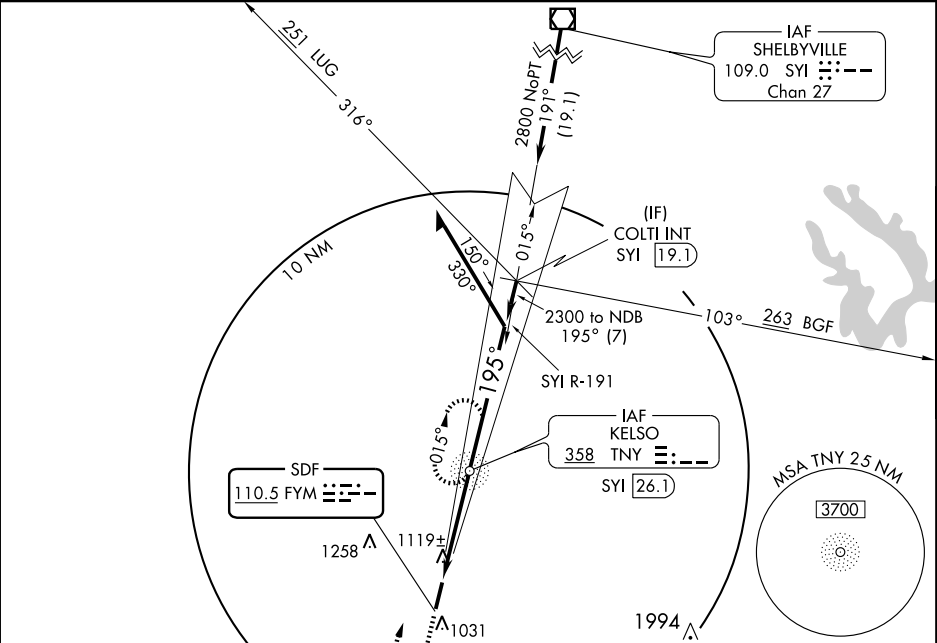 251 LUG
316°
2800 NoPT
191°
(19.1)
IAF
SHELBYVILLE
109.0 SYI
Chan 27
10 NM
150°
330°
015°
(IF)
COLTI INT
SYI 19.1
2300 to NDB
195° (7)
103° 263 BGF
195°
SYI R-191
015°
IAF
KELSO
358 TNY
SYI 26.1
SDF
110.5 FYM
1258
1119±
1031
1994
MSA TNY 25 NM
3700